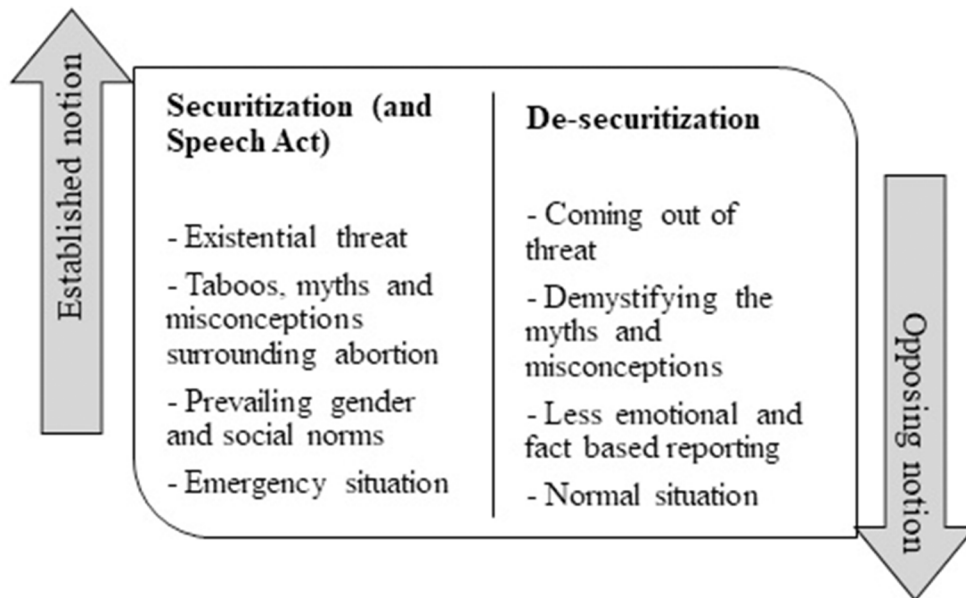 Established notion
Securitization (and
Speech Act)
- Existential threat
- Taboos, myths and
misconceptions
surrounding abortion
- Prevailing gender
and social norms
- Emergency situation
De-securitization
- Coming out of
threat
- Demystifying the
myths and
misconceptions
- Less emotional and
fact based reporting
- Normal situation
Opposing notion